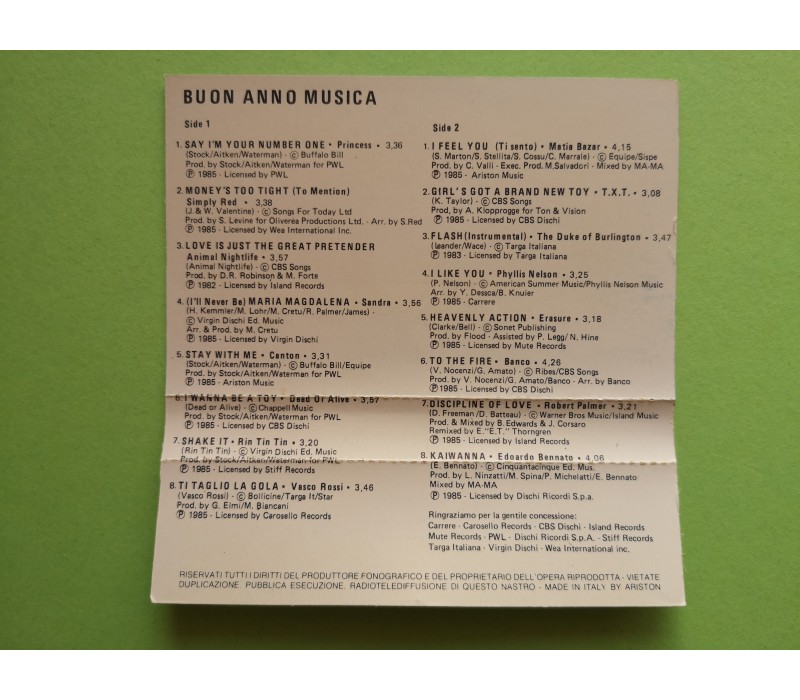 BUON ANNO MUSICA
Side 1
1. SAY I'M YOUR NUMBER ONE • Princess • 3,36
(Stock/Aitken/Waterman) - © Buffalo Bill
Prod. by Stock/Aitken/Waterman for PWL
℗ 1985 - Licensed by PWL
2. MONEY'S TOO TIGHT (To Mention)
Simply Red • 3,38
(J. & W. Valentine) - © Songs For Today Ltd
Prod. by S. Levine for Oliverea Productions Ltd. - Arr. by S.Red
℗ 1985 - Licensed by Wea International Inc.
3. LOVE IS JUST THE GREAT PRETENDER
Animal Nightlife • 3,57
(Animal Nightlife) - © CBS Songs
Prod. by D.R. Robinson & M. Forte
℗ 1982 - Licensed by Island Records
4. (I'll Never Be) MARIA MAGDALENA • Sandra • 3,56
(H. Kemmler/M. Lohr/M. Cretu/R. Palmer/James) -
© Virgin Dischi Ed. Music
Arr. & Prod. by M. Cretu
℗ 1985 - Licensed by Virgin Dischi
5. STAY WITH ME • Canton • 3,31
(Stock/Aitken/Waterman) - © Buffalo Bill/Equipe
Prod. by Stock/Aitken/Waterman for PWL
℗ 1985 - Ariston Music
6. I WANNA BE A TOY • Dead Or Alive • 3,57
(Dead or Alive) - © Chappell Music
Prod. by Stock/Aitken/Waterman for PWL
℗ 1985 - Licensed by CBS Dischi
7. SHAKE IT • Rin Tin Tin • 3,20
(Rin Tin Tin) - © Virgin Dischi Ed. Music
Prod. by Stock/Aitken/Waterman for PWL
℗ 1985 - Licensed by Stiff Records
8. TI TAGLIO LA GOLA • Vasco Rossi • 3,46
(Vasco Rossi) - © Bollicine/Targa It/Star
Prod. by G. Elmi/M. Biancani
℗ 1985 - Licensed by Carosello Records
Side 2
1. I FEEL YOU (Ti sento) • Matia Bazar • 4,15
(S. Marton/S. Stellita/S. Cossu/C. Marrale) - © Equipe/Sispe
Prod. by C. Valli - Exec. Prod. M.Salvadori - Mixed by MA-MA
℗ 1985 - Ariston Music
2. GIRL'S GOT A BRAND NEW TOY • T.X.T. • 3,08
(K. Taylor) - © CBS Songs
Prod, by A. Klopprogge for Ton & Vision
℗ 1985 - Licensed by CBS Dischi
3. FLASH (Instrumental) • The Duke of Burlington • 3,47
(Leander/Wace) - © Targa Italiana
℗ 1983 - Licensed by Targa Italiana
4. I LIKE YOU • Phyllis Nelson • 3,25
(P. Nelson) - © American Summer Music/Phyllis Nelson Music
Arr. by Y. Dessca/B. Knuier
℗ 1985 - Carrere
5. HEAVENLY ACTION • Erasure • 3,18
(Clarke/Bell) - © Sonet Publishing
Prod. by Flood - Assisted by P. Legg/ N. Hine
℗ 1985 - Licensed by Mute Records
6. TO THE FIRE • Banco • 4,26
(V. Nocenzi/G. Amato) - © Ribes/CBS Songs
Prod. by V. Nocenzi/G. Amato/Banco - Arr. by Banco
℗ 1985 - Licensed by CBS Dischi
7. DISCIPLINE OF LOVE • Robert Palmer • 3,21
(D. Freeman /D. Batteau) - © Warner Bros Music/Island Music
Prod. & Mixed by B. Edwards & J. Corsaro
Remixed by E."E.T." Thorngren
℗ 1985 - Licensed by Island Records
8. KAIWANNA • Edoardo Bennato • 4,06
(E. Bennato) - © Cinquantacinque Ed. Mus.
Prod. by L. Ninzatti/M. Spina/P. Michelatti/E. Bennato
Mixed by MA-MA
℗ 1985 - Licensed by Dischi Ricordi S.p.a.
Ringraziamo per la gentile concessione:
Carrere - Carosello Records - CBS Dischi - Island Records
Mute Records - PWL - Dischi Ricordi S.p.A. - Stiff Records
Targa Italiana - Virgin Dischi - Wea International inc.
RISERVATI TUTTI I DIRITTI DEL PRODUTTORE FONOGRAFICO E DEL PROPRIETARIO DELL'OPERA RIPRODOTTA - VIETATE
DUPLICAZIONE, PUBBLICA ESECUZIONE, RADIOTELEDIFFUSIONE DI QUESTO NASTRO - MADE IN ITALY BY ARISTON